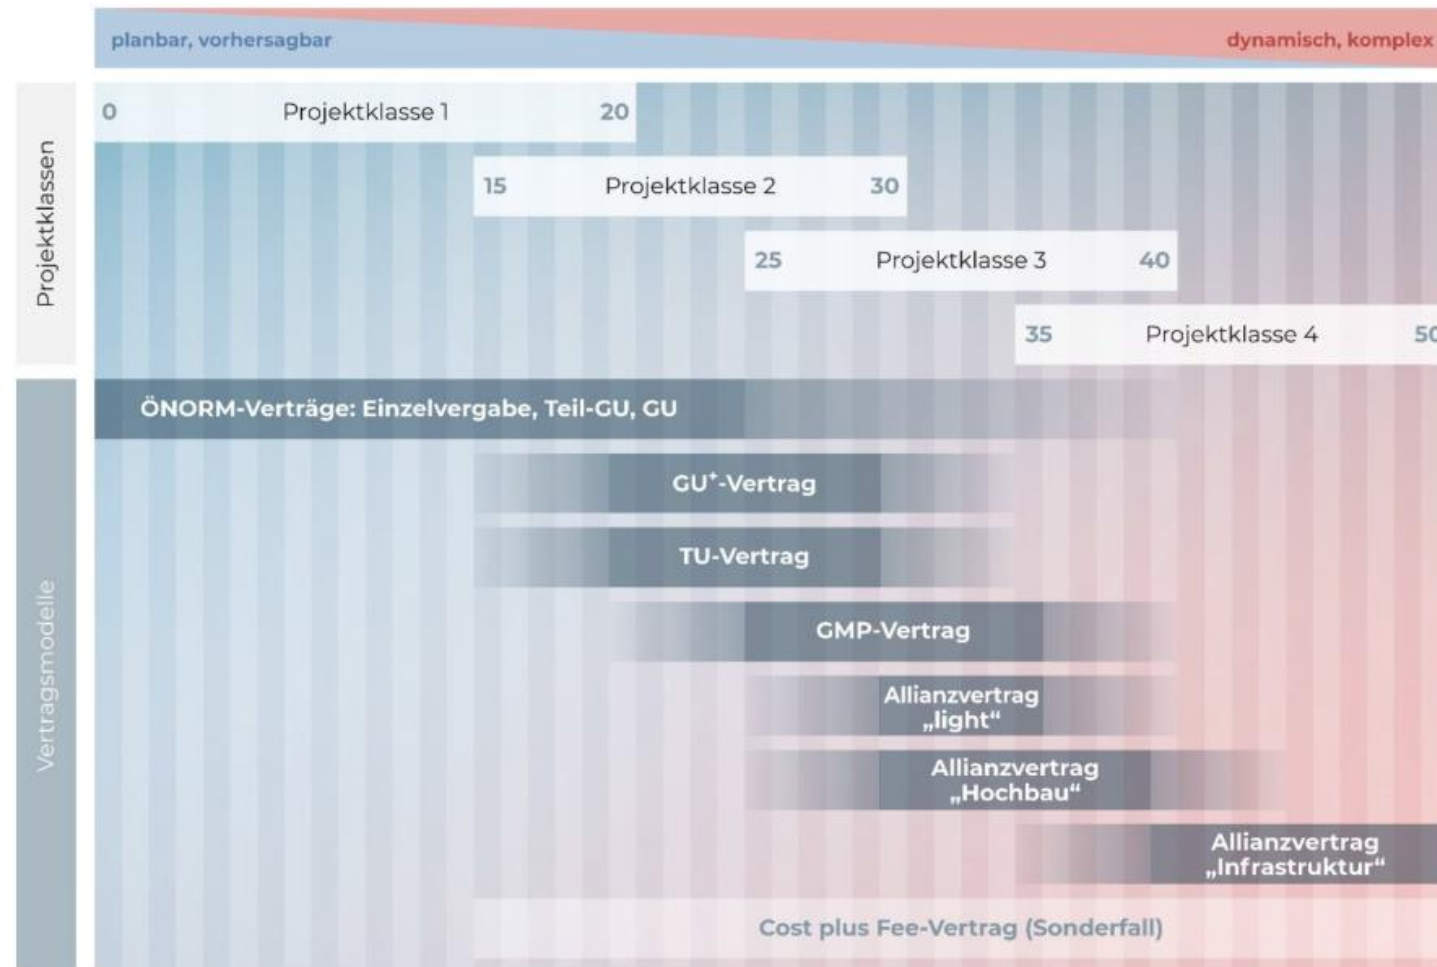 planbar, vorhersagbar
dynamisch, komplex
Projektklassen
0 Projektklasse 1 20
15 Projektklasse 2 30
25 Projektklasse 3 40
35 Projektklasse 4 50
Vertragsmodelle
ÖNORM-Verträge: Einzelvergabe, Teil-GU, GU
GU⁺-Vertrag
TU-Vertrag
GMP-Vertrag
Allianzvertrag
„light“
Allianzvertrag
„Hochbau“
Allianzvertrag
„Infrastruktur“
Cost plus Fee-Vertrag (Sonderfall)